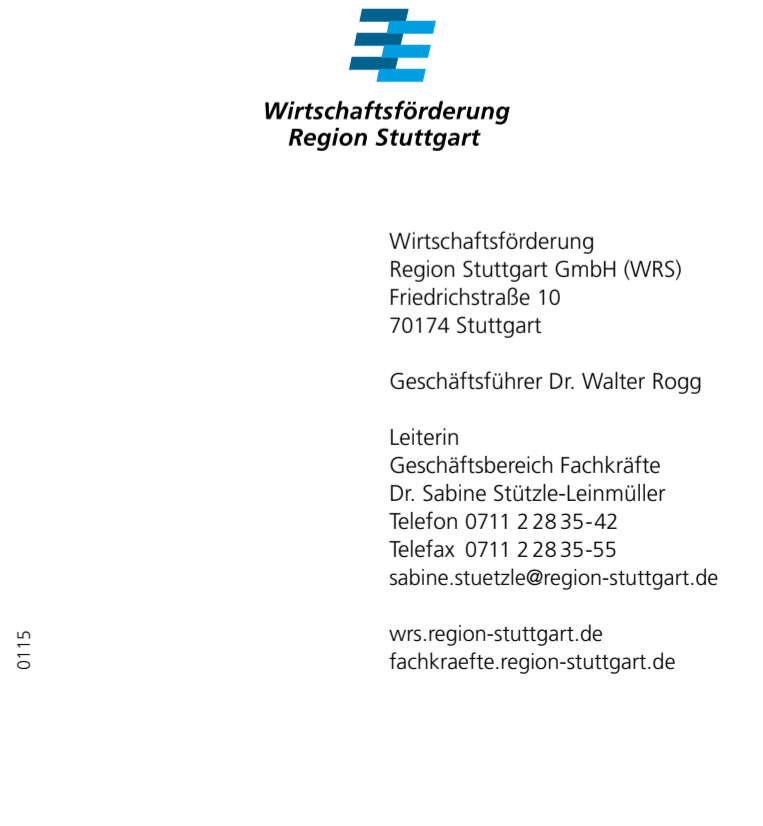 Wirtschaftsförderung
Region Stuttgart
Wirtschaftsförderung
Region Stuttgart GmbH (WRS)
Friedrichstraße 10
70174 Stuttgart
Geschäftsführer Dr. Walter Rogg
Leiterin
Geschäftsbereich Fachkräfte
Dr. Sabine Stützle-Leinmüller
Telefon 0711 2 28 35-42
Telefax 0711 2 28 35-55
sabine.stuetzle@region-stuttgart.de
wrs.region-stuttgart.de
fachkraefte.region-stuttgart.de
0115